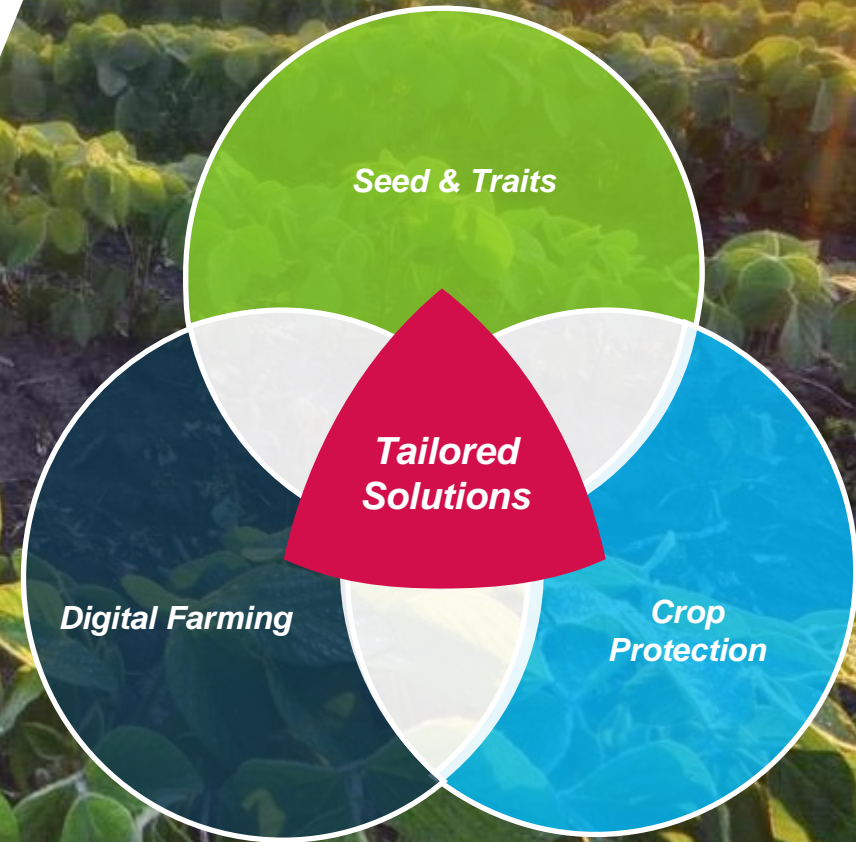 Seed & Traits
Tailored
Solutions
Digital Farming
Crop
Protection